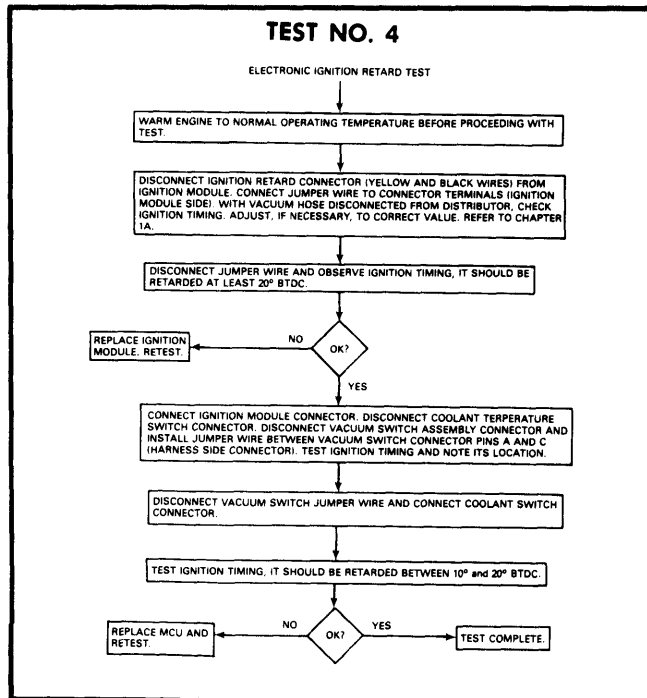 TEST NO. 4
ELECTRONIC IGNITION RETARD TEST
WARM ENGINE TO NORMAL OPERATING TEMPERATURE BEFORE PROCEEDING WITH
TEST.
DISCONNECT IGNITION RETARD CONNECTOR (YELLOW AND BLACK WIRES) FROM
IGNITION MODULE. CONNECT JUMPER WIRE TO CONNECTOR TERMINALS (IGNITION
MODULE SIDE). WITH VACUUM HOSE DISCONNECTED FROM DISTRIBUTOR, CHECK
IGNITION TIMING. ADJUST, IF NECESSARY, TO CORRECT VALUE. REFER TO CHAPTER
1A.
DISCONNECT JUMPER WIRE AND OBSERVE IGNITION TIMING, IT SHOULD BE
RETARDED AT LEAST 20° BTDC.
REPLACE IGNITION
MODULE. RETEST.
NO
OK?
YES
CONNECT IGNITION MODULE CONNECTOR. DISCONNECT COOLANT TERPERATURE
SWITCH CONNECTOR. DISCONNECT VACUUM SWITCH ASSEMBLY CONNECTOR AND
INSTALL JUMPER WIRE BETWEEN VACUUM SWITCH CONNECTOR PINS A AND C
(HARNESS SIDE CONNECTOR). TEST IGNITION TIMING AND NOTE ITS LOCATION.
DISCONNECT VACUUM SWITCH JUMPER WIRE AND CONNECT COOLANT SWITCH
CONNECTOR.
TEST IGNITION TIMING, IT SHOULD BE RETARDED BETWEEN 10° and 20° BTDC.
REPLACE MCU AND
RETEST.
NO
OK?
YES
TEST COMPLETE.